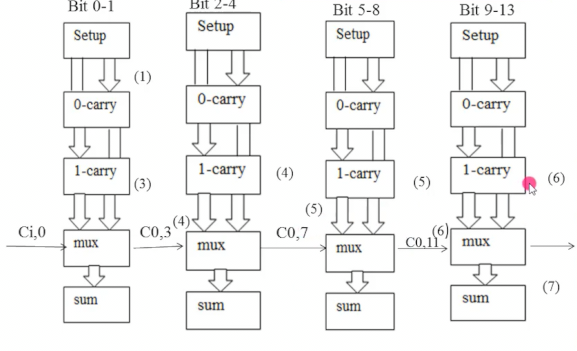 Bit 0-1
Bit 2-4
Bit 5-8
Bit 9-13
Setup
Setup
Setup
Setup
(1)
0-carry
0-carry
0-carry
0-carry
1-carry
1-carry
1-carry
1-carry
(3)
(4)
(5)
(6)
(4)
(5)
(6)
Ci,0
mux
C0,3
mux
C0,7
mux
C0,11
mux
sum
sum
sum
sum
(7)